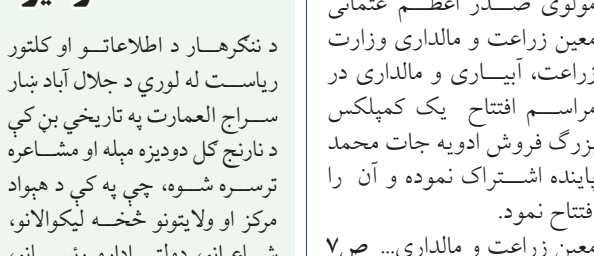 مولوی صدر اعظم عثمانی
معین زراعت و مالداری وزارت
زراعت، آبیاری و مالداری در
مراسم افتتاح یک کمپلکس
بزرگ فروش ادویه جات محمد
پاینده اشتراک نموده و آن را
افتتاح نمود.
معین زراعت و مالداری... ص۷
د ننګرهار د اطلاعاتو او کلتور
ریاست له لوري د جلال آباد ښار
سراج العمارت په تاریخي بڼ کې
د نارنج ګل دودیزه مېله او مشاعره
ترسره شوه، چې په کې د هېواد
مرکز او ولایتونو څخه لیکوالانو،